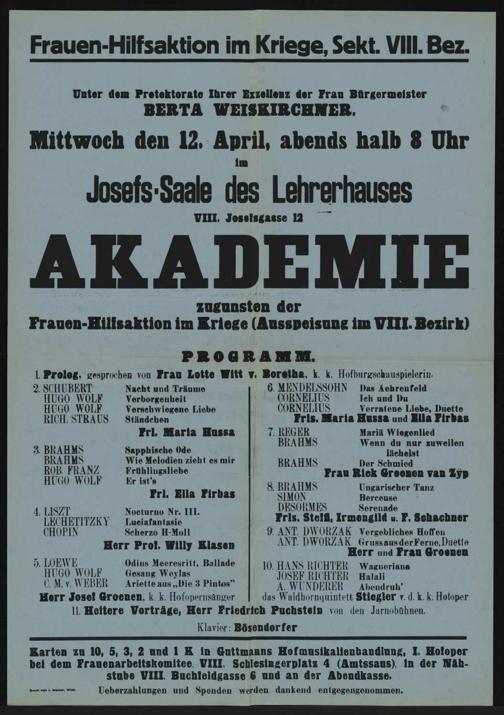 Frauen-Hilfsaktion im Kriege, Sekt. VIII. Bez.
Unter dem Protektorate Ihrer Exzellenz der Frau Bürgermeister
BERTA WEISKIRCHNER.
Mittwoch den 12. April, abends halb 8 Uhr
im
Josefs-Saale des Lehrerhauses
VIII. Josefsgasse 12
AKADEMIE
zugunsten der
Frauen-Hilfsaktion im Kriege (Ausspeisung im VIII. Bezirk)
PROGRAMM.
1. Prolog, gesprochen von Frau Lotte Witt v. Boretha, k. k. Hofburgschauspielerin.
2. SCHUBERT Nacht und Träume
HUGO WOLF Verborgenheit
HUGO WOLF Verschwiegene Liebe
RICH. STRAUS Ständchen
Frl. Maria Hussa
3. BRAHMS Sapphische Ode
BRAHMS Wie Melodien zieht es mir
ROB. FRANZ Frühlingsliebe
HUGO WOLF Er ist's
Frl. Ella Firbas
4. LISZT Nocturno Nr. III.
LECHETITZKY Luciafantasie
CHOPIN Scherzo H-Moll
Herr Prof. Willy Klasen
5. LOEWE Odins Meeresritt, Ballade
HUGO WOLF Gesang Weylas
C. M. v. WEBER Ariette aus „Die 3 Pintos"
Herr Josef Groenen, k. k. Hofopernsänger
6. MENDELSSOHN Das Aehrenfeld
CORNELIUS Ich und Du
CORNELIUS Verratene Liebe, Duette
Frls. Maria Hussa und Ella Firbas
7. REGER Mariä Wiegenlied
BRAHMS Wenn du nur zuweilen
lächelst
BRAHMS Der Schmied
Frau Rick Groenen van Zyp
8. BRAHMS Ungarischer Tanz
SIMON Berceuse
DESORMES Serenade
Frls. Steiß, Irmengild u. F. Schachner
9. ANT. DWORZAK Vergebliches Hoffen
ANT. DWORZAK Gruss aus der Ferne, Duette
Herr und Frau Groenen
10. HANS RICHTER Wagneriana
JOSEF RICHTER Halali
A. WUNDERER Abendruh'
das Waldhornquintett Stiegler v. d. k. k. Hofoper
11. Heitere Vorträge, Herr Friedrich Puchstein von den Jarnobühnen.
Klavier: Bösendorfer
Karten zu 10, 5, 3, 2 und 1 K in Guttmanns Hofmusikalienhandlung, I. Hofoper
bei dem Frauenarbeitskomitee, VIII. Schlesingerplatz 4 (Amtshaus), in der Näh-
stube VIII. Buchfeldgasse 6 und an der Abendkasse.
Ueberzahlungen und Spenden werden dankend entgegengenommen.